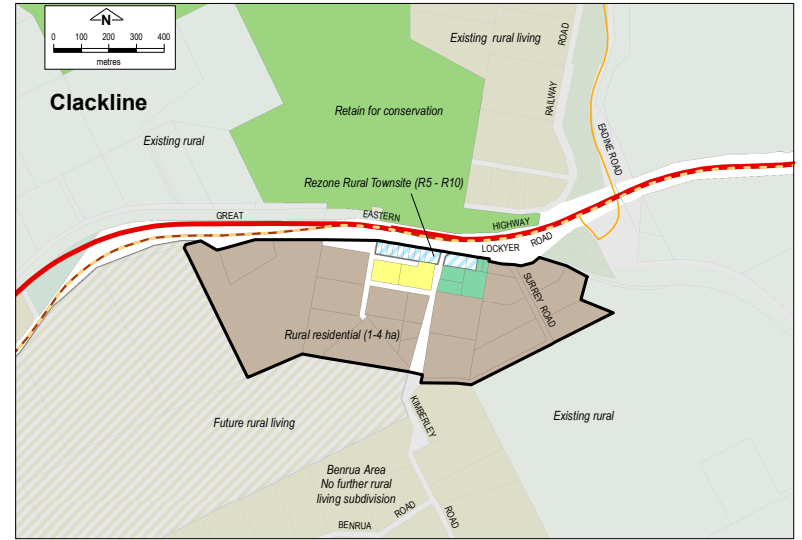 N
0 200 200 300 400
metres
Clackline
Existing rural living
ROAD
RAILWAY
EADINE ROAD
Retain for conservation
Existing rural
Rezone Rural Townsite (R5 - R10)
GREAT
EASTERN
HIGHWAY
LOCKYER
ROAD
SURREY ROAD
Rural residential (1-4 ha)
KIMBERLEY
Future rural living
Existing rural
Benrua Area
No further rural
living subdivision
ROAD
BENRUA
ROAD